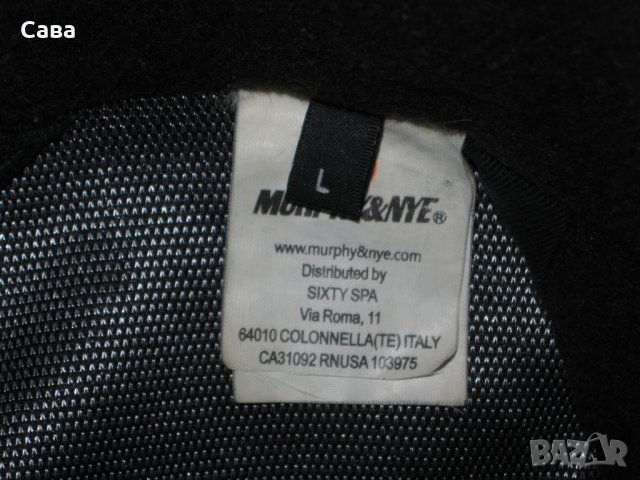 Сава
L
MURPHY&NYE®
www.murphy&nye.com
Distributed by
SIXTY SPA
Via Roma, 11
64010 COLONNELLA(TE) ITALY
CA31092 RNUSA 103975
BAZAR